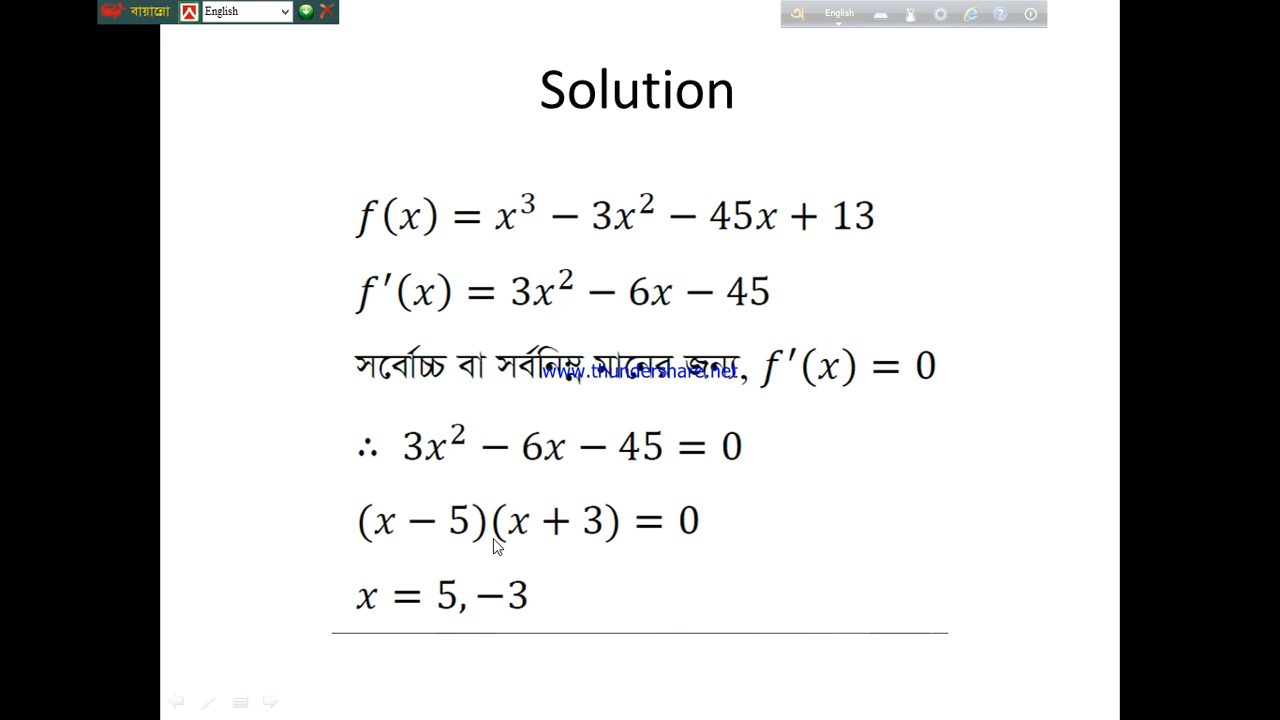 বায়ান্নো English
অ English
Solution
f(x) = x³ − 3x² − 45x + 13
f′(x) = 3x² − 6x − 45
সর্বোচ্চ বা সর্বনিম্ন মানের জন্য, f′(x) = 0
www.thundershare.net
∴ 3x² − 6x − 45 = 0
(x − 5)(x + 3) = 0
x = 5, −3